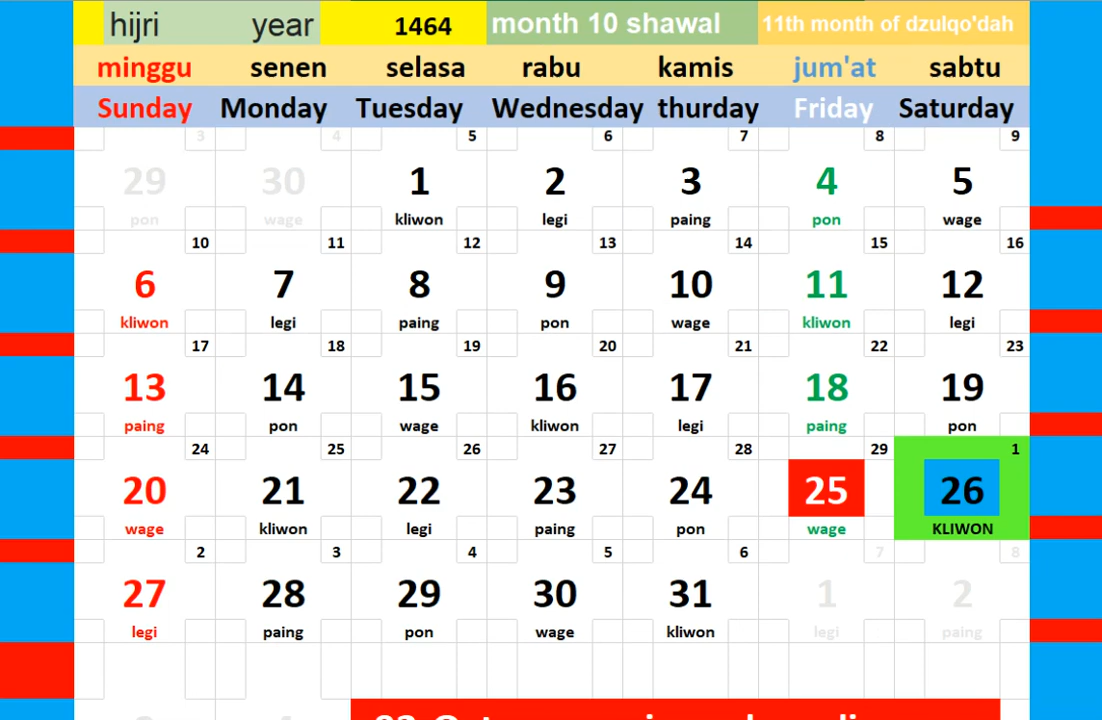 hijri year 1464 month 10 shawal 11th month of dzulqo'dah
minggu senen selasa rabu kamis jum'at sabtu
Sunday Monday Tuesday Wednesday thurday Friday Saturday
3 4 5 6 7 8 9
29 30 1 2 3 4 5
pon wage kliwon legi paing pon wage
10 11 12 13 14 15 16
6 7 8 9 10 11 12
kliwon legi paing pon wage kliwon legi
17 18 19 20 21 22 23
13 14 15 16 17 18 19
paing pon wage kliwon legi paing pon
24 25 26 27 28 29 1
20 21 22 23 24 25 26
wage kliwon legi paing pon wage KLIWON
2 3 4 5 6 7 8
27 28 29 30 31 1 2
legi paing pon wage kliwon legi paing